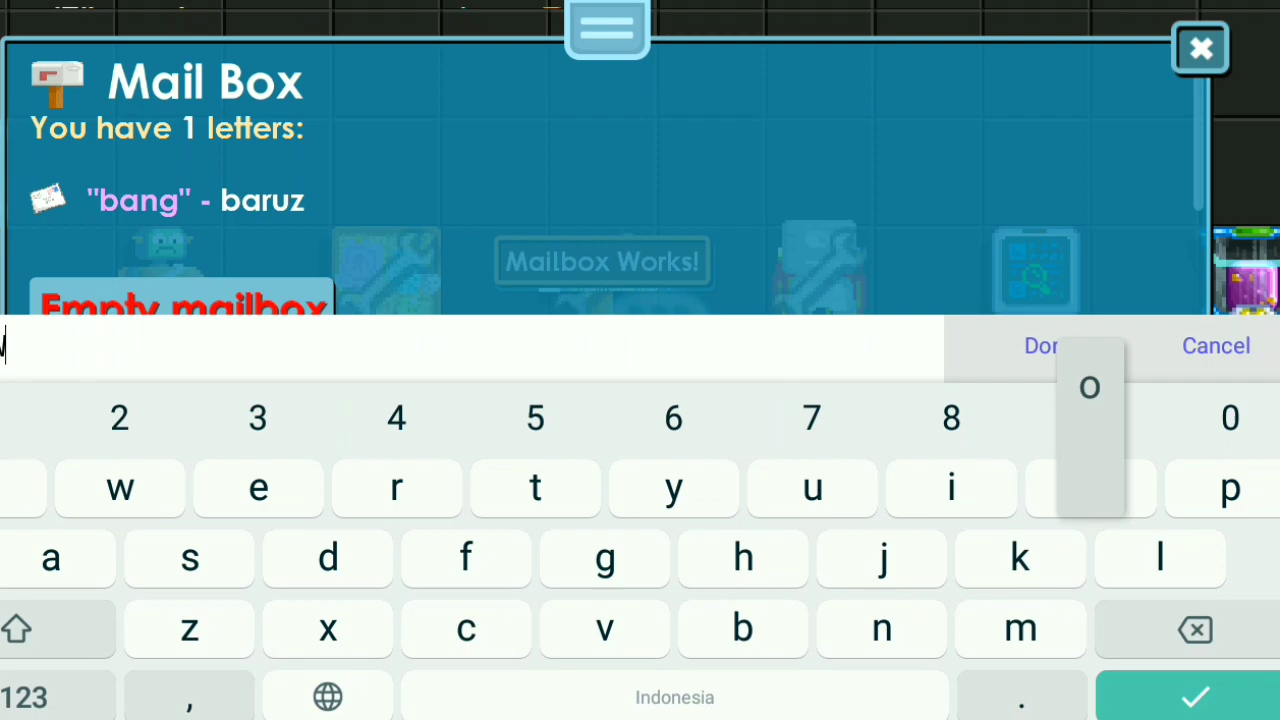 Mail Box
You have 1 letters:
"bang" - baruz
Mailbox Works!
Empty mailbox
Cancel
O
2 3 4 5 6 7 8 0
w e r t y u i p
a s d f g h j k l
z x c v b n m
123 , Indonesia .